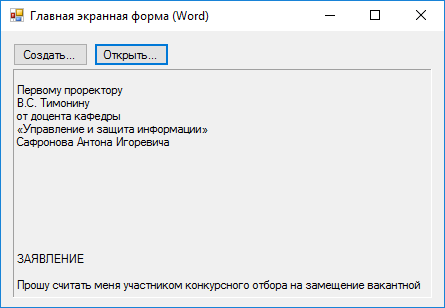 Главная экранная форма (Word)
Создать... Открыть...
Первому проректору
В.С. Тимонину
от доцента кафедры
«Управление и защита информации»
Сафронова Антона Игоревича
ЗАЯВЛЕНИЕ
Прошу считать меня участником конкурсного отбора на замещение вакантной